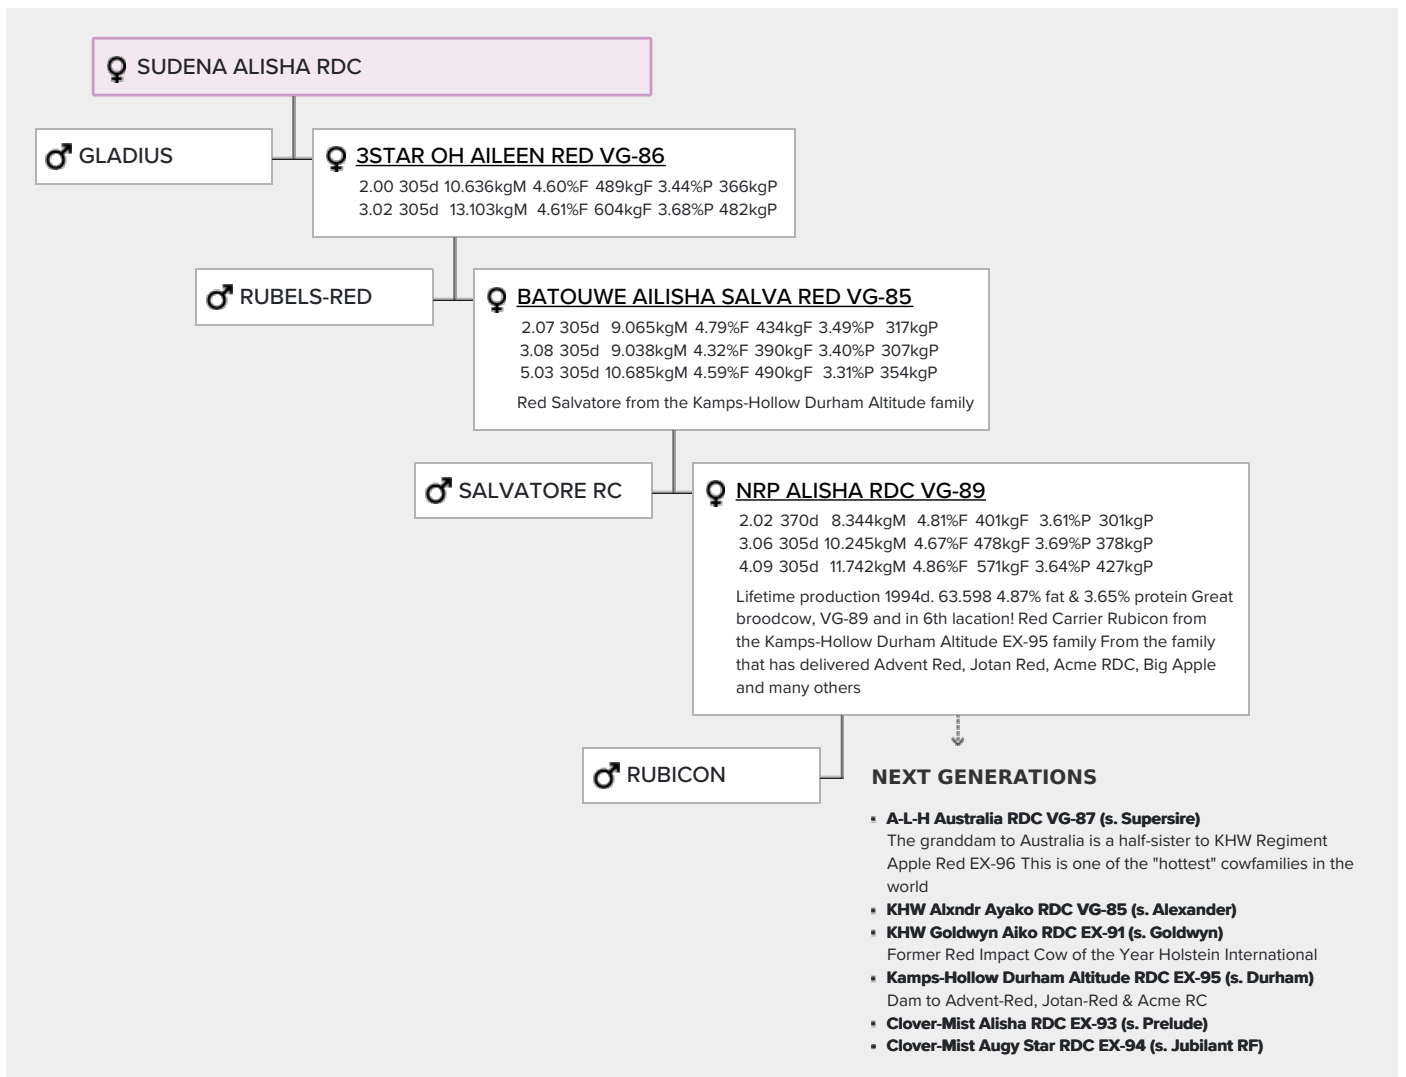 SUDENA ALISHA RDC
GLADIUS
3STAR OH AILEEN RED VG-86
2.00 305d 10.636kgM 4.60%F 489kgF 3.44%P 366kgP
3.02 305d 13.103kgM 4.61%F 604kgF 3.68%P 482kgP
RUBELS-RED
BATOUWE AILISHA SALVA RED VG-85
2.07 305d 9.065kgM 4.79%F 434kgF 3.49%P 317kgP
3.08 305d 9.038kgM 4.32%F 390kgF 3.40%P 307kgP
5.03 305d 10.685kgM 4.59%F 490kgF 3.31%P 354kgP
Red Salvatore from the Kamps-Hollow Durham Altitude family
SALVATORE RC
NRP ALISHA RDC VG-89
2.02 370d 8.344kgM 4.81%F 401kgF 3.61%P 301kgP
3.06 305d 10.245kgM 4.67%F 478kgF 3.69%P 378kgP
4.09 305d 11.742kgM 4.86%F 571kgF 3.64%P 427kgP
Lifetime production 1994d. 63.598 4.87% fat & 3.65% protein Great
broodcow, VG-89 and in 6th lacation! Red Carrier Rubicon from
the Kamps-Hollow Durham Altitude EX-95 family From the family
that has delivered Advent Red, Jotan Red, Acme RDC, Big Apple
and many others
RUBICON
NEXT GENERATIONS
A-L-H Australia RDC VG-87 (s. Supersire)
The granddam to Australia is a half-sister to KHW Regiment
Apple Red EX-96 This is one of the "hottest" cowfamilies in the
world
KHW Alxndr Ayako RDC VG-85 (s. Alexander)
KHW Goldwyn Aiko RDC EX-91 (s. Goldwyn)
Former Red Impact Cow of the Year Holstein International
Kamps-Hollow Durham Altitude RDC EX-95 (s. Durham)
Dam to Advent-Red, Jotan-Red & Acme RC
Clover-Mist Alisha RDC EX-93 (s. Prelude)
Clover-Mist Augy Star RDC EX-94 (s. Jubilant RF)